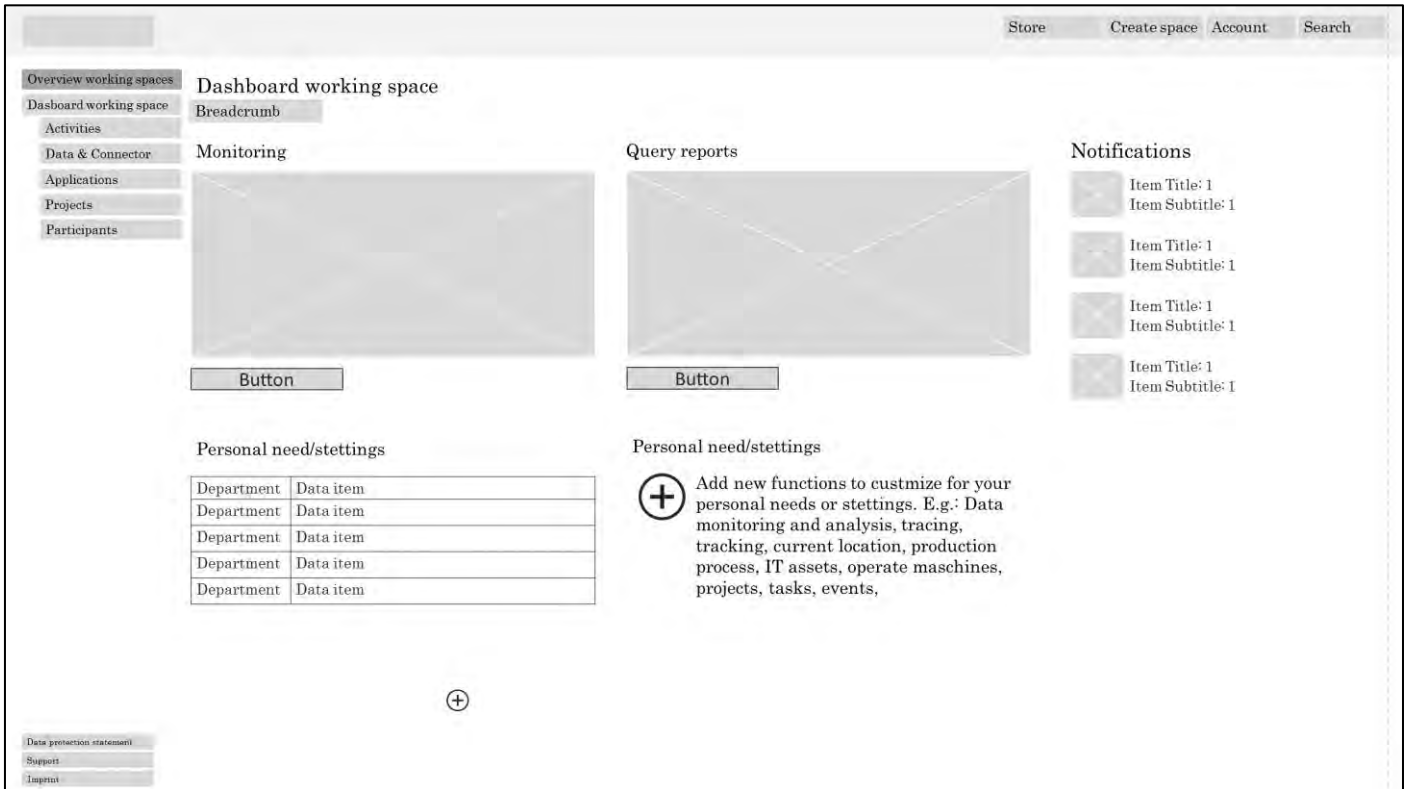 Store
Create space
Account
Search
Overview working spaces
Dasboard working space
Activities
Data & Connector
Applications
Projects
Participants
Dashboard working space
Breadcrumb
Monitoring
Button
Query reports
Button
Notifications
Item Title: 1
Item Subtitle: 1
Item Title: 1
Item Subtitle: 1
Item Title: 1
Item Subtitle: 1
Item Title: 1
Item Subtitle: 1
Personal need/stettings
Department Data item
Department Data item
Department Data item
Department Data item
Department Data item
Personal need/stettings
Add new functions to custmize for your
personal needs or stettings. E.g.: Data
monitoring and analysis, tracing,
tracking, current location, production
process, IT assets, operate maschines,
projects, tasks, events,
Data protection statement
Support
Imprint